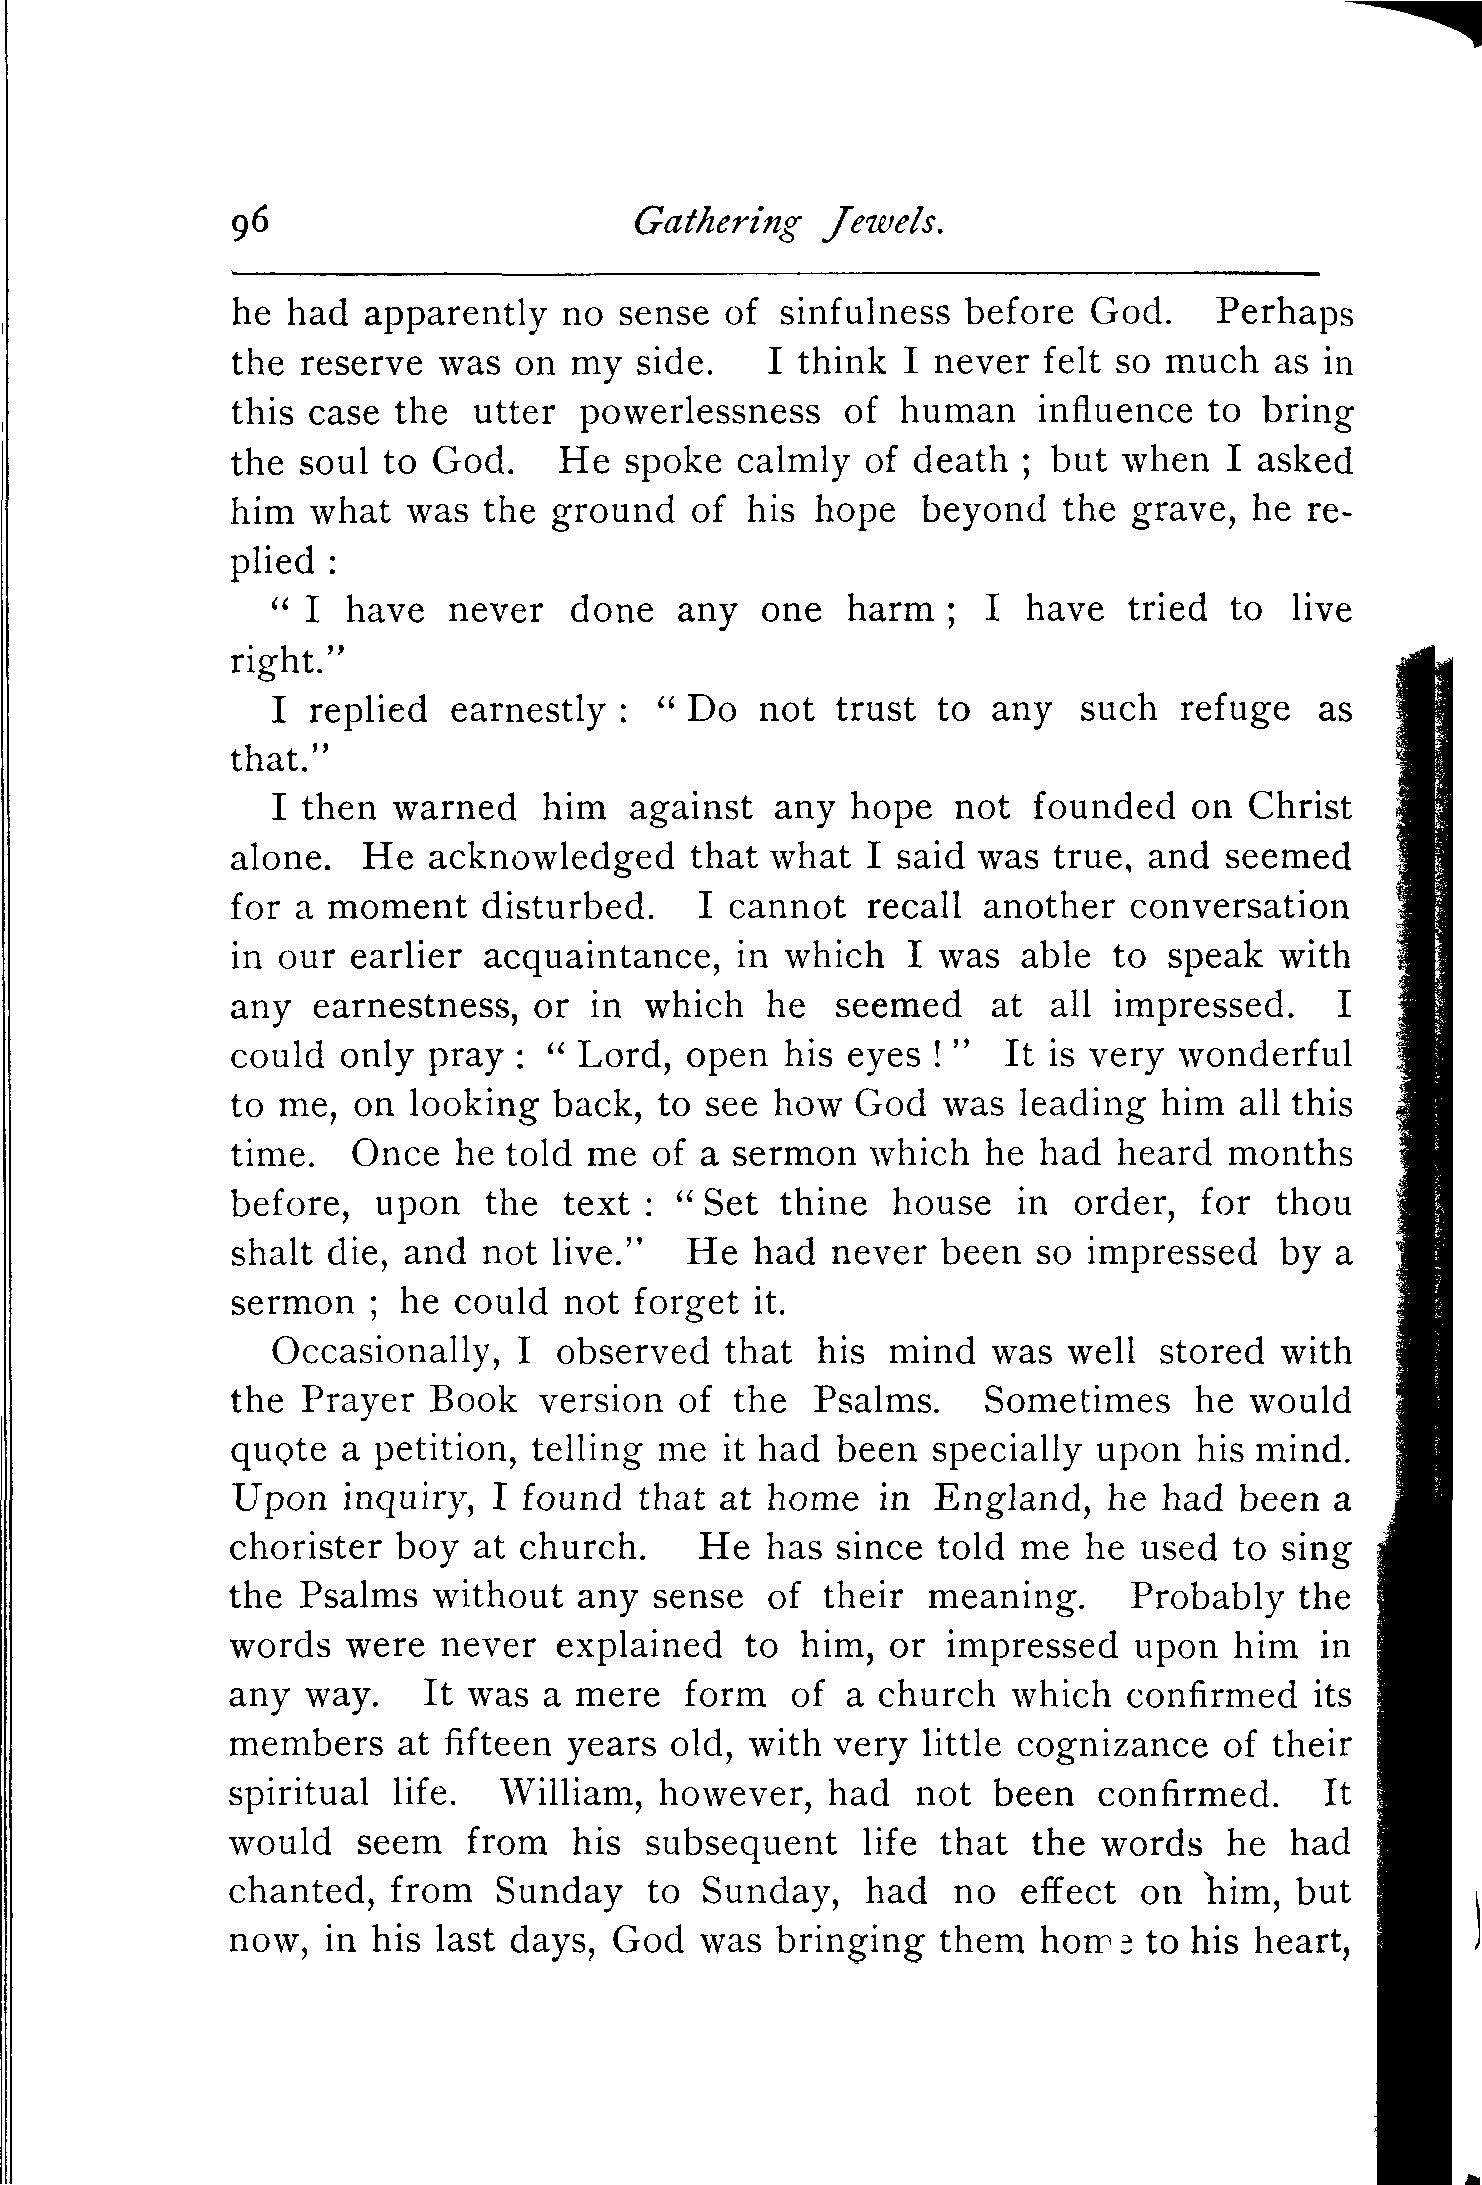 96 Gathering Jewels.
he had apparently no sense of sinfulness before God. Perhaps
the reserve was on my side. I think I never felt so much as in
this case the utter powerlessness of human influence to bring
the soul to God. He spoke calmly of death ; but when I asked
him what was the ground of his hope beyond the grave, he re-
plied :
“ I have never done any one harm ; I have tried to live
right.”
I replied earnestly : “ Do not trust to any such refuge as
that.”
I then warned him against any hope not founded on Christ
alone. He acknowledged that what I said was true, and seemed
for a moment disturbed. I cannot recall another conversation
in our earlier acquaintance, in which I was able to speak with
any earnestness, or in which he seemed at all impressed. I
could only pray : “ Lord, open his eyes ! ” It is very wonderful
to me, on looking back, to see how God was leading him all this
time. Once he told me of a sermon which he had heard months
before, upon the text : “ Set thine house in order, for thou
shalt die, and not live.” He had never been so impressed by a
sermon ; he could not forget it.
Occasionally, I observed that his mind was well stored with
the Prayer Book version of the Psalms. Sometimes he would
quote a petition, telling me it had been specially upon his mind.
Upon inquiry, I found that at home in England, he had been a
chorister boy at church. He has since told me he used to sing
the Psalms without any sense of their meaning. Probably the
words were never explained to him, or impressed upon him in
any way. It was a mere form of a church which confirmed its
members at fifteen years old, with very little cognizance of their
spiritual life. William, however, had not been confirmed. It
would seem from his subsequent life that the words he had
chanted, from Sunday to Sunday, had no effect on him, but
now, in his last days, God was bringing them home to his heart,